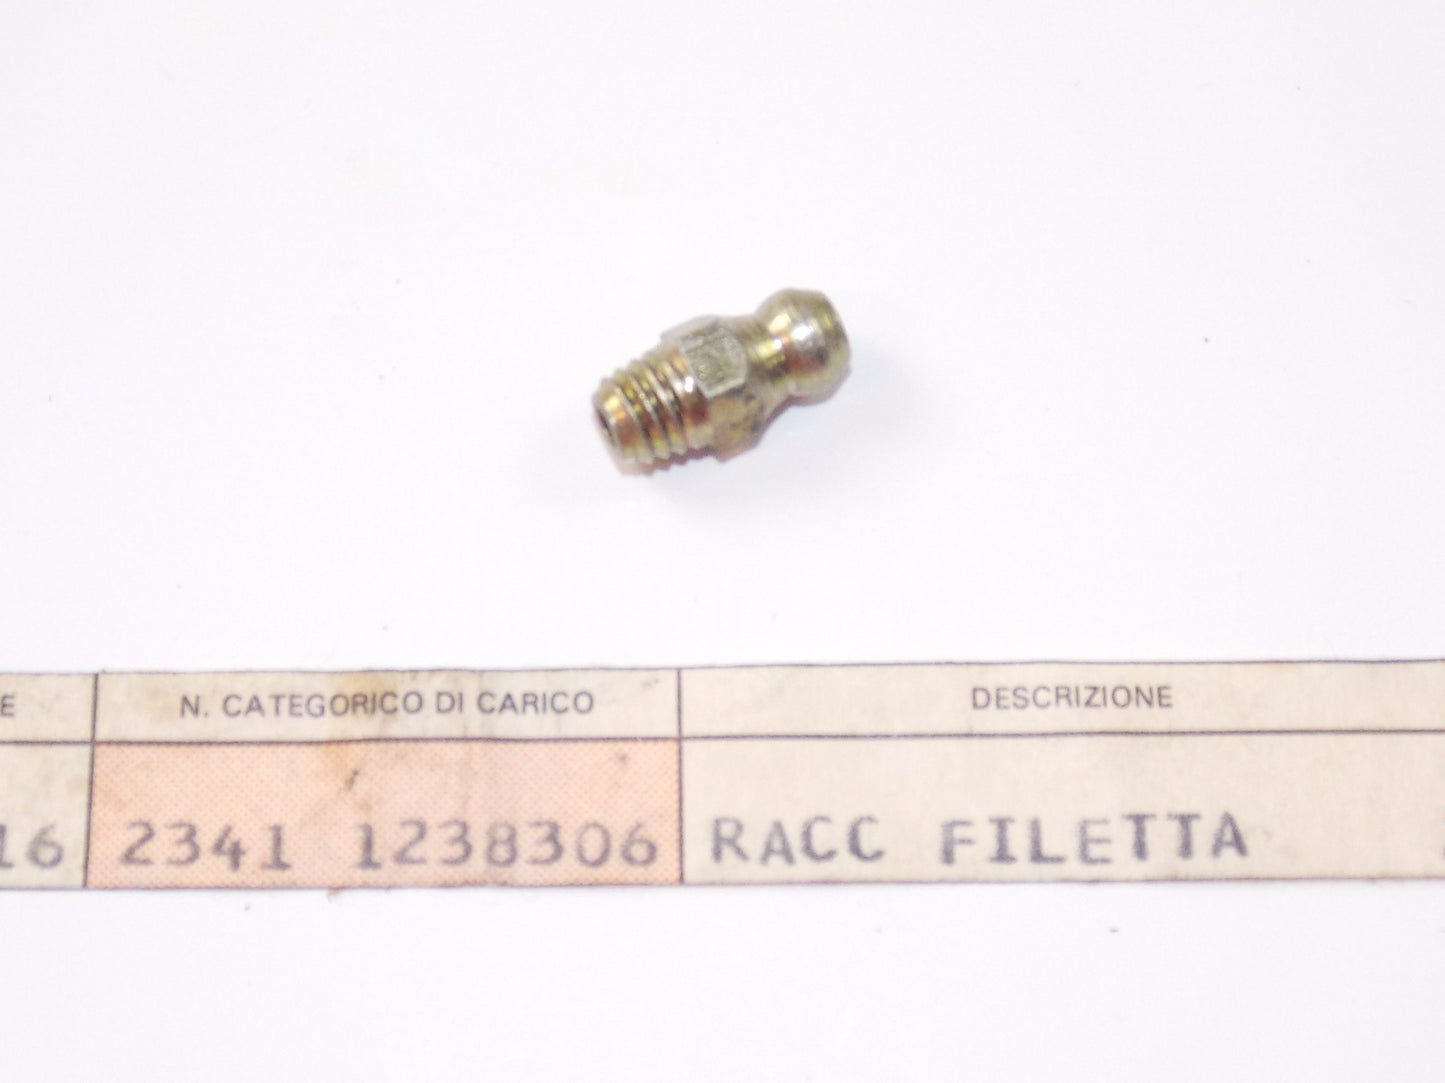 E N. CATEGORICO DI CARICO DESCRIZIONE
16 2341 1238306 RACC FILETTA